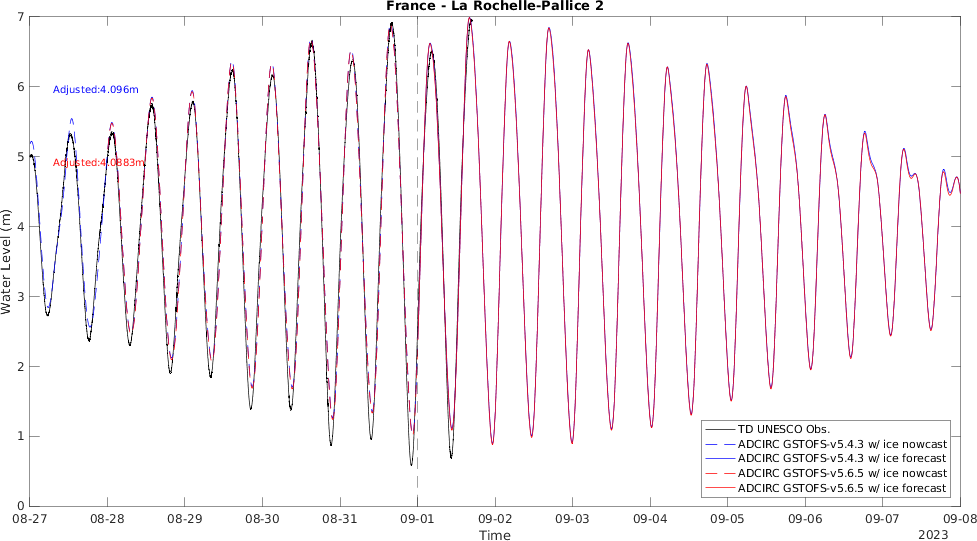 France - La Rochelle-Pallice 2
7
6
5
4
3
2
1
0
Water Level (m)
Adjusted:4.096m
Adjusted:4.0883m
TD UNESCO Obs.
ADCIRC GSTOFS-v5.4.3 w/ ice nowcast
ADCIRC GSTOFS-v5.4.3 w/ ice forecast
ADCIRC GSTOFS-v5.6.5 w/ ice nowcast
ADCIRC GSTOFS-v5.6.5 w/ ice forecast
08-27 08-28 08-29 08-30 08-31 09-01 09-02 09-03 09-04 09-05 09-06 09-07 09-08
Time
2023